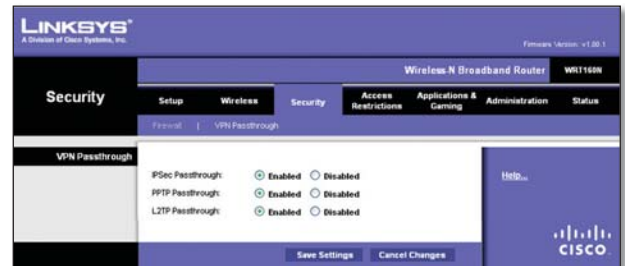 LINKSYS®
A Division of Cisco Systems, Inc.
Firmware Version: v1.00.1
Wireless-N Broadband Router WRT160N
Security
Setup Wireless Security Access Restrictions Applications & Gaming Administration Status
Firewall | VPN Passthrough
VPN Passthrough
IPSec Passthrough: Enabled Disabled
PPTP Passthrough: Enabled Disabled
L2TP Passthrough: Enabled Disabled
Help...
Save Settings Cancel Changes
CISCO